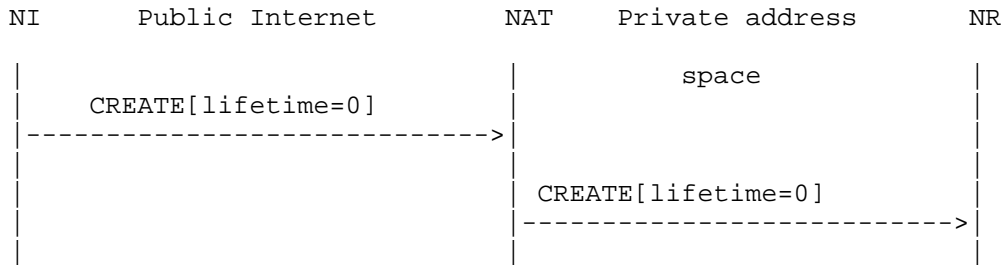 NI Public Internet NAT Private address NR
| | space |
| CREATE[lifetime=0] | |
|----------------------------->| |
| | |
| | CREATE[lifetime=0] |
| |--------------------------->|
| | |